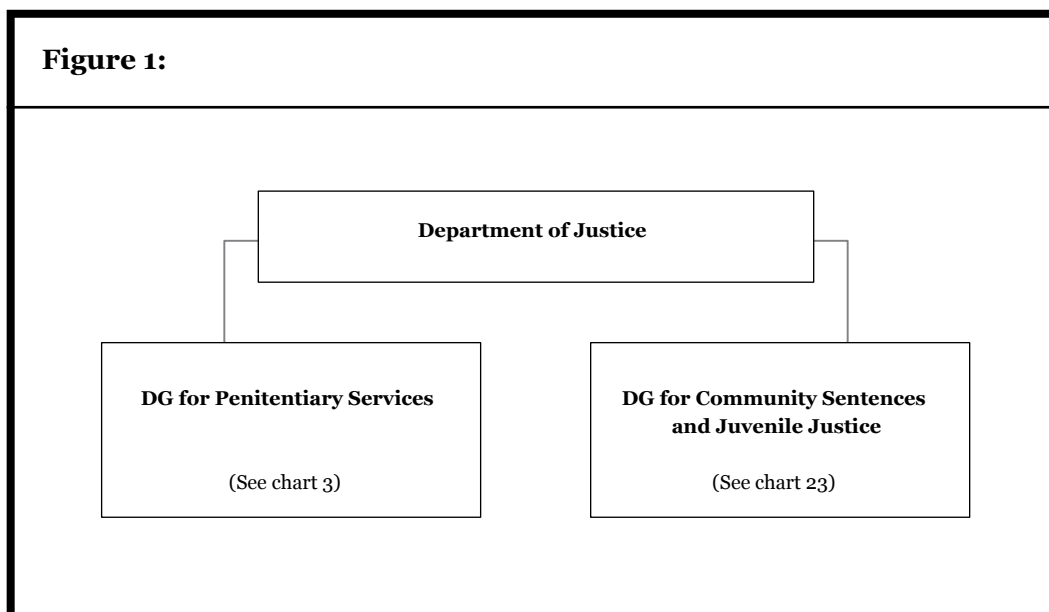 Figure 1:
Department of Justice
DG for Penitentiary Services
(See chart 3)
DG for Community Sentences
and Juvenile Justice
(See chart 23)